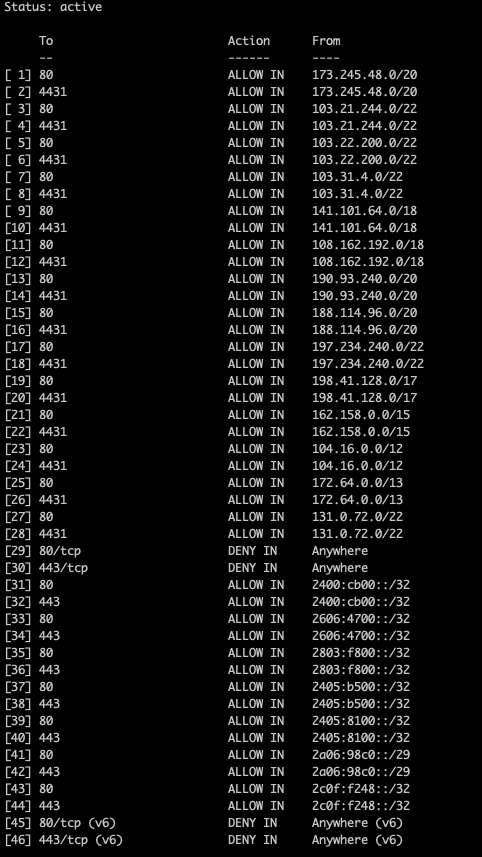 Status: active
To Action From
-- ------ ----
[ 1] 80 ALLOW IN 173.245.48.0/20
[ 2] 4431 ALLOW IN 173.245.48.0/20
[ 3] 80 ALLOW IN 103.21.244.0/22
[ 4] 4431 ALLOW IN 103.21.244.0/22
[ 5] 80 ALLOW IN 103.22.200.0/22
[ 6] 4431 ALLOW IN 103.22.200.0/22
[ 7] 80 ALLOW IN 103.31.4.0/22
[ 8] 4431 ALLOW IN 103.31.4.0/22
[ 9] 80 ALLOW IN 141.101.64.0/18
[10] 4431 ALLOW IN 141.101.64.0/18
[11] 80 ALLOW IN 108.162.192.0/18
[12] 4431 ALLOW IN 108.162.192.0/18
[13] 80 ALLOW IN 190.93.240.0/20
[14] 4431 ALLOW IN 190.93.240.0/20
[15] 80 ALLOW IN 188.114.96.0/20
[16] 4431 ALLOW IN 188.114.96.0/20
[17] 80 ALLOW IN 197.234.240.0/22
[18] 4431 ALLOW IN 197.234.240.0/22
[19] 80 ALLOW IN 198.41.128.0/17
[20] 4431 ALLOW IN 198.41.128.0/17
[21] 80 ALLOW IN 162.158.0.0/15
[22] 4431 ALLOW IN 162.158.0.0/15
[23] 80 ALLOW IN 104.16.0.0/12
[24] 4431 ALLOW IN 104.16.0.0/12
[25] 80 ALLOW IN 172.64.0.0/13
[26] 4431 ALLOW IN 172.64.0.0/13
[27] 80 ALLOW IN 131.0.72.0/22
[28] 4431 ALLOW IN 131.0.72.0/22
[29] 80/tcp DENY IN Anywhere
[30] 443/tcp DENY IN Anywhere
[31] 80 ALLOW IN 2400:cb00::/32
[32] 443 ALLOW IN 2400:cb00::/32
[33] 80 ALLOW IN 2606:4700::/32
[34] 443 ALLOW IN 2606:4700::/32
[35] 80 ALLOW IN 2803:f800::/32
[36] 443 ALLOW IN 2803:f800::/32
[37] 80 ALLOW IN 2405:b500::/32
[38] 443 ALLOW IN 2405:b500::/32
[39] 80 ALLOW IN 2405:8100::/32
[40] 443 ALLOW IN 2405:8100::/32
[41] 80 ALLOW IN 2a06:98c0::/29
[42] 443 ALLOW IN 2a06:98c0::/29
[43] 80 ALLOW IN 2c0f:f248::/32
[44] 443 ALLOW IN 2c0f:f248::/32
[45] 80/tcp (v6) DENY IN Anywhere (v6)
[46] 443/tcp (v6) DENY IN Anywhere (v6)